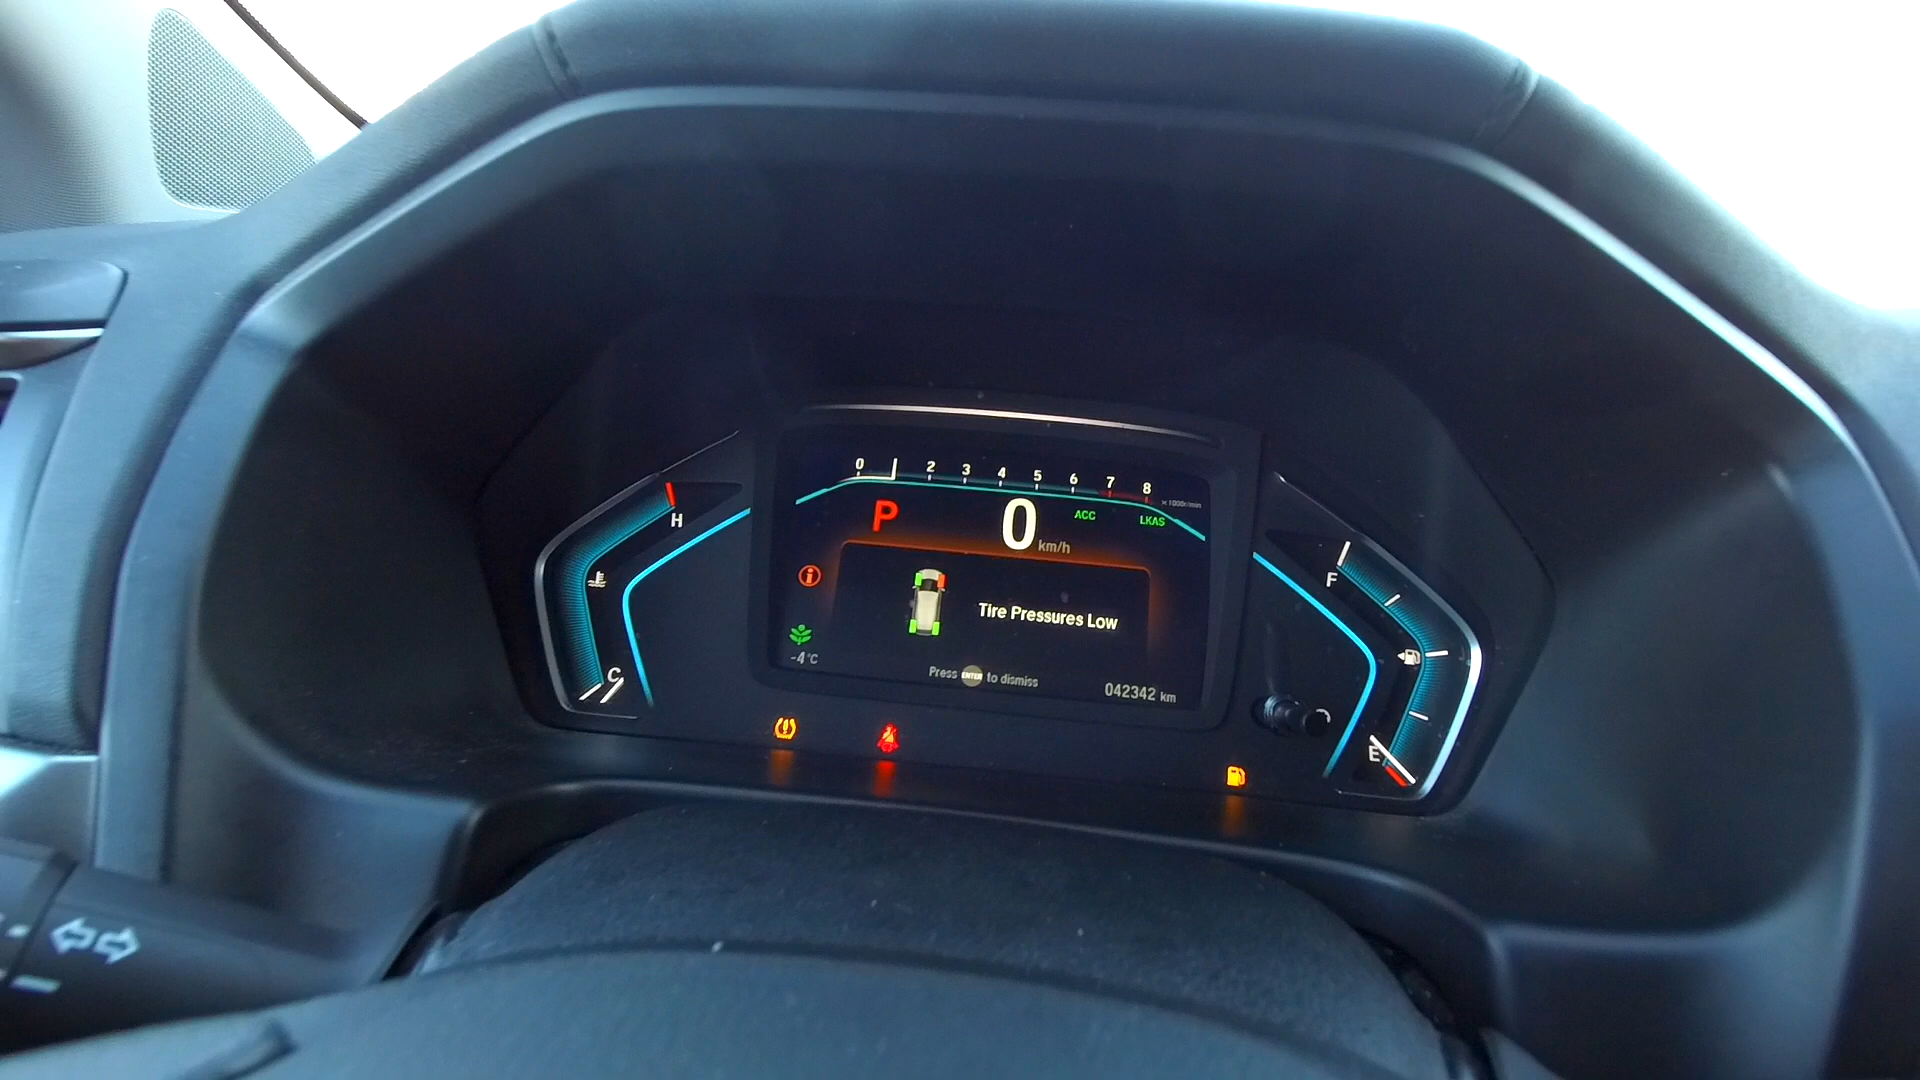 0 2 3 4 5 6 7 8
x1000r/min
P 0 km/h ACC LKAS
H
F
Tire Pressures Low
-4°C
C
Press ENTER to dismiss
042342 km
E